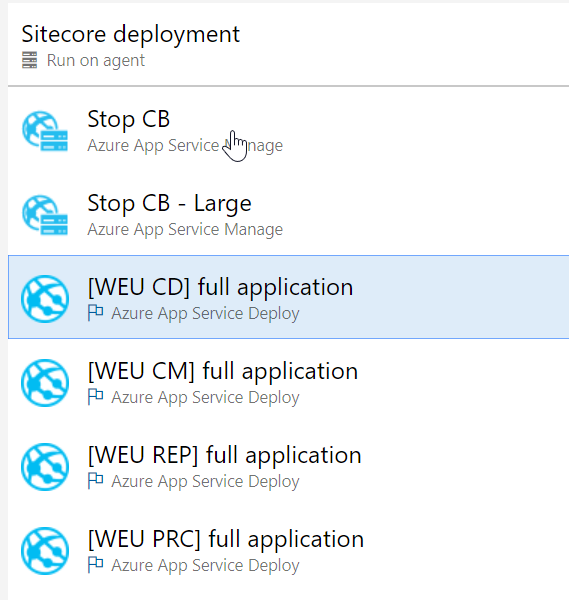 Sitecore deployment
Run on agent
Stop CB
Azure App Service Manage
Stop CB - Large
Azure App Service Manage
[WEU CD] full application
Azure App Service Deploy
[WEU CM] full application
Azure App Service Deploy
[WEU REP] full application
Azure App Service Deploy
[WEU PRC] full application
Azure App Service Deploy